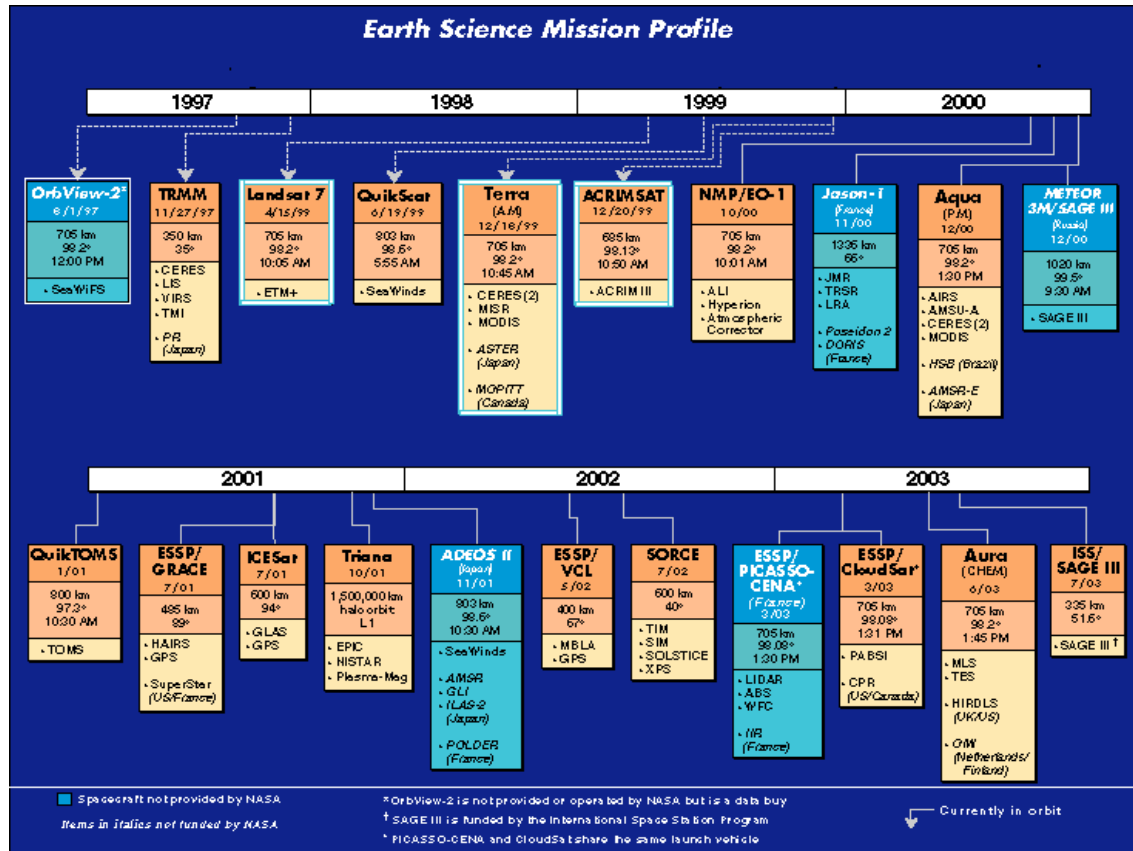 Earth Science Mission Profile
1997
1998
1999
2000
OrbView-2*
8/1/97
705 km
98.2°
12:00 PM
• SeaWiFS
TRMM
11/27/97
350 km
35°
• CERES
• LIS
• VIRS
• TMI
• PR
(Japan)
Landsat 7
4/15/99
705 km
98.2°
10:05 AM
• ETM+
QuikScat
6/19/99
803 km
98.6°
5:55 AM
• SeaWinds
Terra
(AM)
12/18/99
705 km
98.2°
10:45 AM
• CERES (2)
• MISR
• MODIS
• ASTER
(Japan)
• MOPITT
(Canada)
ACRIMSAT
12/20/99
685 km
98.13°
10:50 AM
• ACRIM III
NMP/EO-1
10/00
705 km
98.2°
10:01 AM
• ALI
• Hyperion
• Atmospheric
Corrector
Jason-1
(France)
11/00
1335 km
66°
• JMR
• TRSR
• LRA
• Poseidon 2
• DORIS
(France)
Aqua
(PM)
12/00
705 km
98.2°
1:30 PM
• AIRS
• AMSU-A
• CERES (2)
• MODIS
• HSB (Brazil)
• AMSR-E
(Japan)
METEOR
3M/SAGE III
(Russia)
12/00
1020 km
99.5°
9:30 AM
• SAGE III
2001
2002
2003
QuikTOMS
1/01
800 km
97.3°
10:30 AM
• TOMS
ESSP/
GRACE
7/01
485 km
89°
• HAIRS
• GPS
• SuperStar
(US/France)
ICESat
7/01
600 km
94°
• GLAS
• GPS
Triana
10/01
1,500,000 km
halo orbit
L1
• EPIC
• NISTAR
• Plasma-Mag
ADEOS II
(Japan)
11/01
803 km
98.6°
10:30 AM
• SeaWinds
• AMSR
• GLI
• ILAS-2
(Japan)
• POLDER
(France)
ESSP/
VCL
5/02
400 km
67°
• MBLA
• GPS
SORCE
7/02
600 km
40°
• TIM
• SIM
• SOLSTICE
• XPS
ESSP/
PICASSO-
CENA+
(France)
3/03
705 km
98.08°
1:30 PM
• LIDAR
• ABS
• WFC
• IIR
(France)
ESSP/
CloudSat+
3/03
705 km
98.08°
1:31 PM
• PABSI
• CPR
(US/Canada)
Aura
(CHEM)
6/03
705 km
98.2°
1:45 PM
• MLS
• TES
• HIRDLS
(UK/US)
• OMI
(Netherlands/
Finland)
ISS/
SAGE III
7/03
335 km
51.6°
• SAGE III †
Spacecraft not provided by NASA
Items in italics not funded by NASA
* OrbView-2 is not provided or operated by NASA but is a data buy
† SAGE III is funded by the International Space Station Program
+ PICASSO-CENA and CloudSat share the same launch vehicle
Currently in orbit